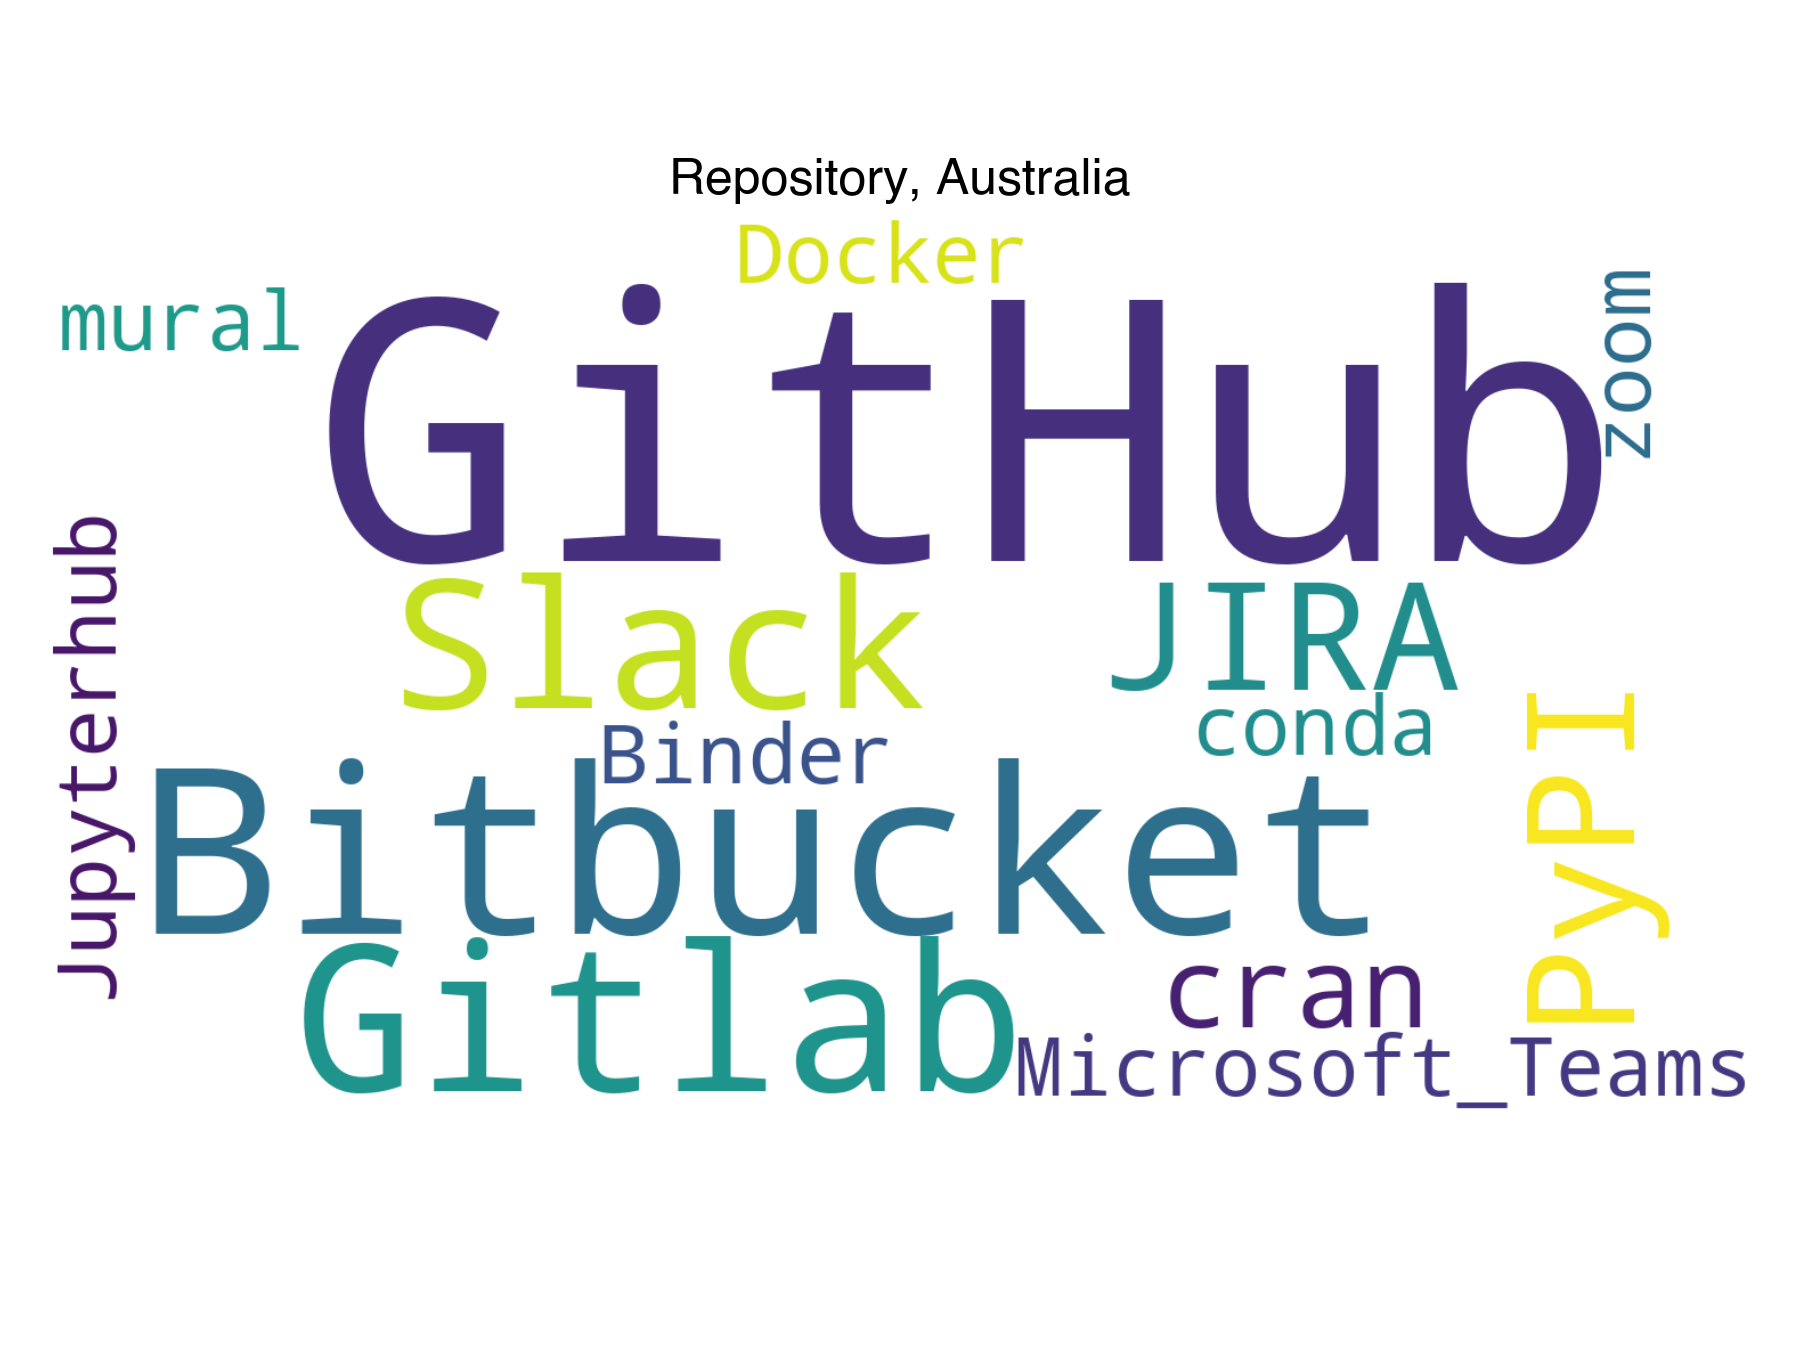 Repository, Australia
Docker
mural
GitHub
zoom
Jupyterhub
Slack
JIRA
Binder
conda
PyPI
Bitbucket
Gitlab
cran
Microsoft_Teams